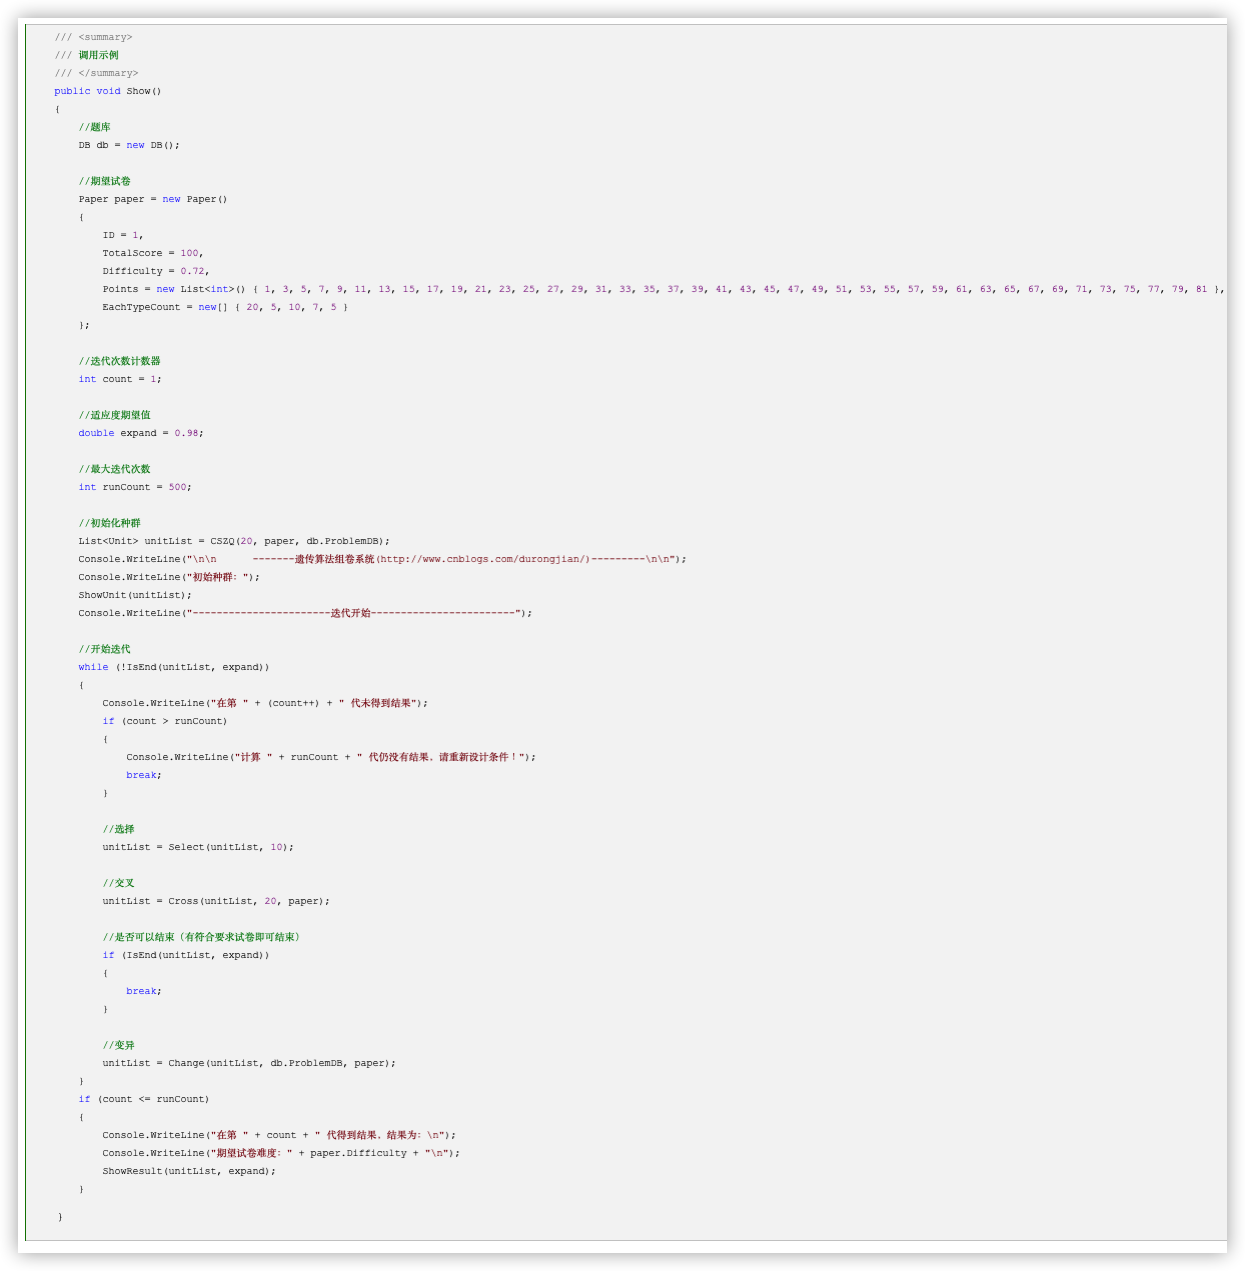 /// <summary>
/// 调用示例
/// </summary>
public void Show()
{
//题库
DB db = new DB();
//期望试卷
Paper paper = new Paper()
{
ID = 1,
TotalScore = 100,
Difficulty = 0.72,
Points = new List<int>() { 1, 3, 5, 7, 9, 11, 13, 15, 17, 19, 21, 23, 25, 27, 29, 31, 33, 35, 37, 39, 41, 43, 45, 47, 49, 51, 53, 55, 57, 59, 61, 63, 65, 67, 69, 71, 73, 75, 77, 79, 81 },
EachTypeCount = new[] { 20, 5, 10, 7, 5 }
};
//迭代次数计数器
int count = 1;
//适应度期望值
double expand = 0.98;
//最大迭代次数
int runCount = 500;
//初始化种群
List<Unit> unitList = CSZQ(20, paper, db.ProblemDB);
Console.WriteLine("\n\n      -------遗传算法组卷系统(http://www.cnblogs.com/durongjian/)---------\n\n");
Console.WriteLine("初始种群：");
ShowUnit(unitList);
Console.WriteLine("-----------------------迭代开始------------------------");
//开始迭代
while (!IsEnd(unitList, expand))
{
Console.WriteLine("在第 " + (count++) + " 代未得到结果");
if (count > runCount)
{
Console.WriteLine("计算 " + runCount + " 代仍没有结果，请重新设计条件！");
break;
}
//选择
unitList = Select(unitList, 10);
//交叉
unitList = Cross(unitList, 20, paper);
//是否可以结束（有符合要求试卷即可结束）
if (IsEnd(unitList, expand))
{
break;
}
//变异
unitList = Change(unitList, db.ProblemDB, paper);
}
if (count <= runCount)
{
Console.WriteLine("在第 " + count + " 代得到结果，结果为：\n");
Console.WriteLine("期望试卷难度：" + paper.Difficulty + "\n");
ShowResult(unitList, expand);
}
}